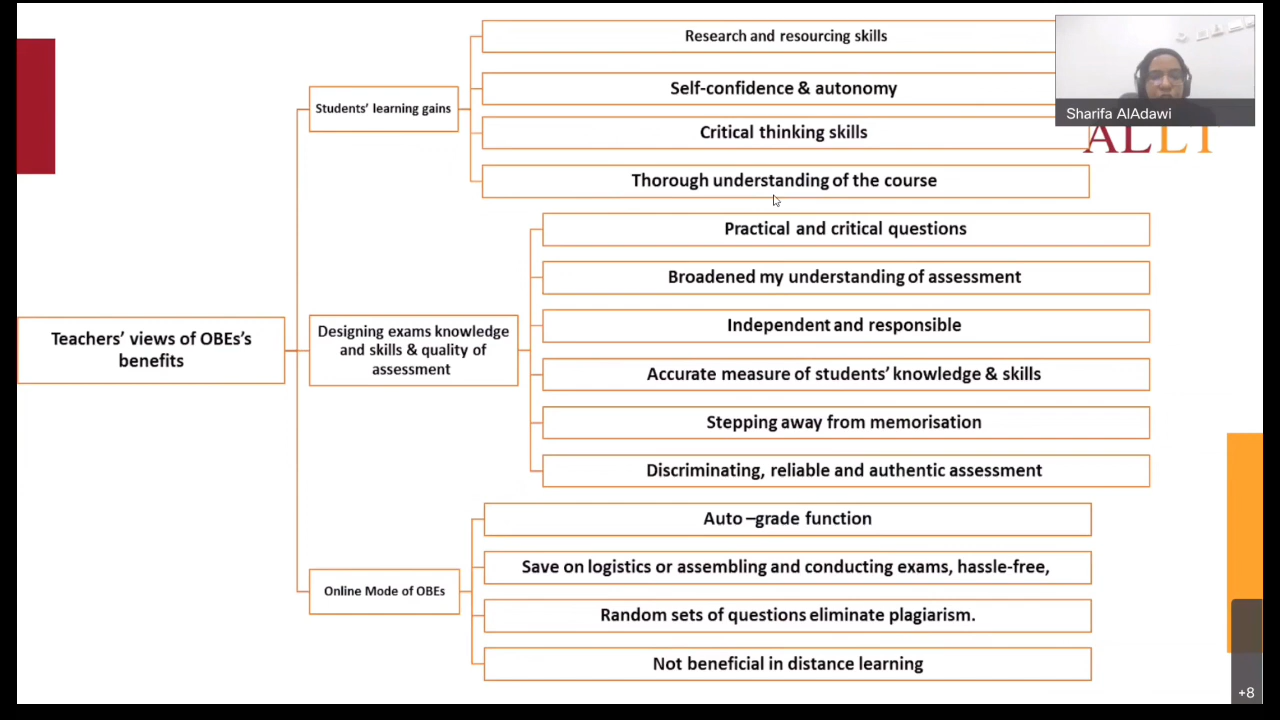 Research and resourcing skills
Self-confidence & autonomy
Students' learning gains
Critical thinking skills
Thorough understanding of the course
Sharifa AlAdawi
ALLT
Practical and critical questions
Broadened my understanding of assessment
Independent and responsible
Teachers' views of OBEs's
benefits
Designing exams knowledge
and skills & quality of
assessment
Accurate measure of students' knowledge & skills
Stepping away from memorisation
Discriminating, reliable and authentic assessment
Auto –grade function
Save on logistics or assembling and conducting exams, hassle-free,
Online Mode of OBEs
Random sets of questions eliminate plagiarism.
Not beneficial in distance learning
+8